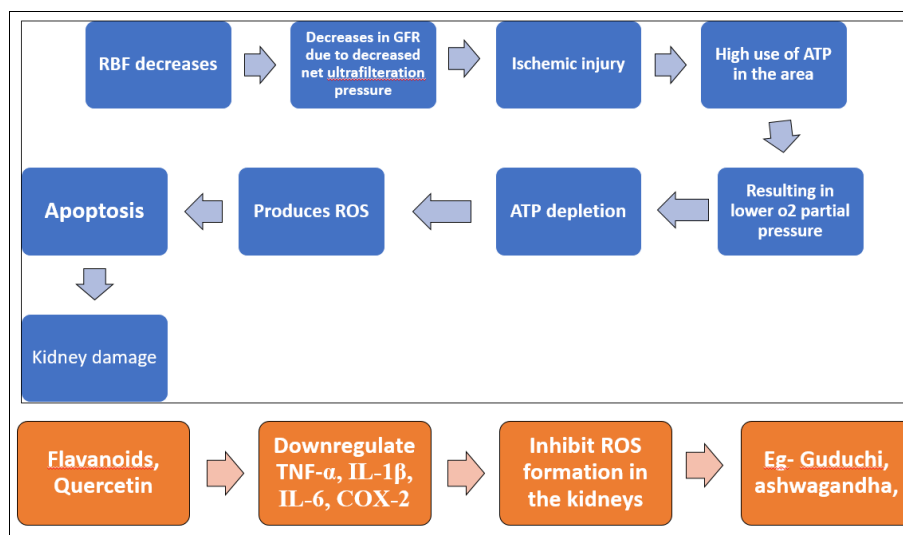 RBF decreases
Decreases in GFR
due to decreased
net ultrafilteration
pressure
Ischemic injury
High use of ATP
in the area
Resulting in
lower o2 partial
pressure
ATP depletion
Produces ROS
Apoptosis
Kidney damage
Flavanoids,
Quercetin
Downregulate
TNF-α, IL-1β,
IL-6, COX-2
Inhibit ROS
formation in
the kidneys
Eg- Guduchi,
ashwagandha,